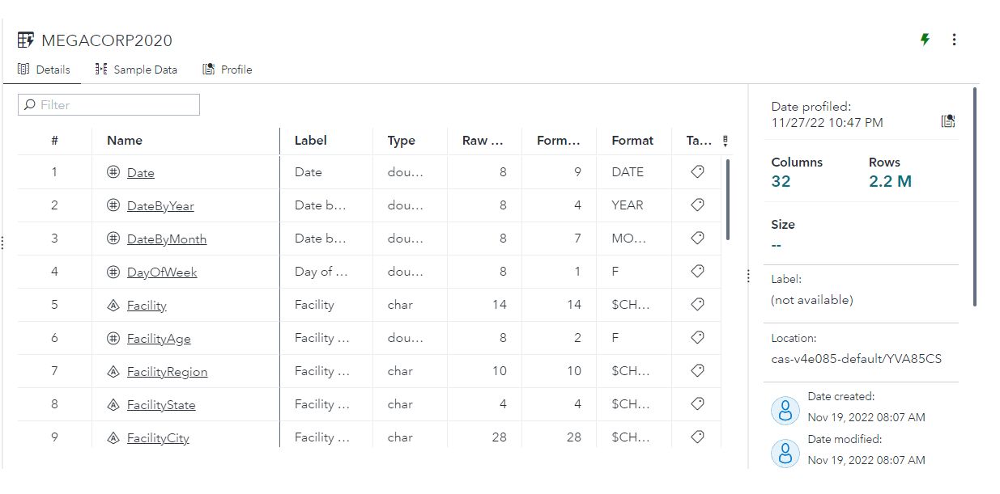 MEGACORP2020
Details Sample Data Profile
Filter
# Name Label Type Raw ... Form... Format Ta...
1 Date Date dou... 8 9 DATE
2 DateByYear Date b... dou... 8 4 YEAR
3 DateByMonth Date b... dou... 8 7 MO...
4 DayOfWeek Day of ... dou... 8 1 F
5 Facility Facility char 14 14 $CH...
6 FacilityAge Facility ... dou... 8 2 F
7 FacilityRegion Facility ... char 10 10 $CH...
8 FacilityState Facility ... char 4 4 $CH...
9 FacilityCity Facility ... char 28 28 $CH...
Date profiled:
11/27/22 10:47 PM
Columns Rows
32 2.2 M
Size
--
Label:
(not available)
Location:
cas-v4e085-default/YVA85CS
Date created:
Nov 19, 2022 08:07 AM
Date modified:
Nov 19, 2022 08:07 AM